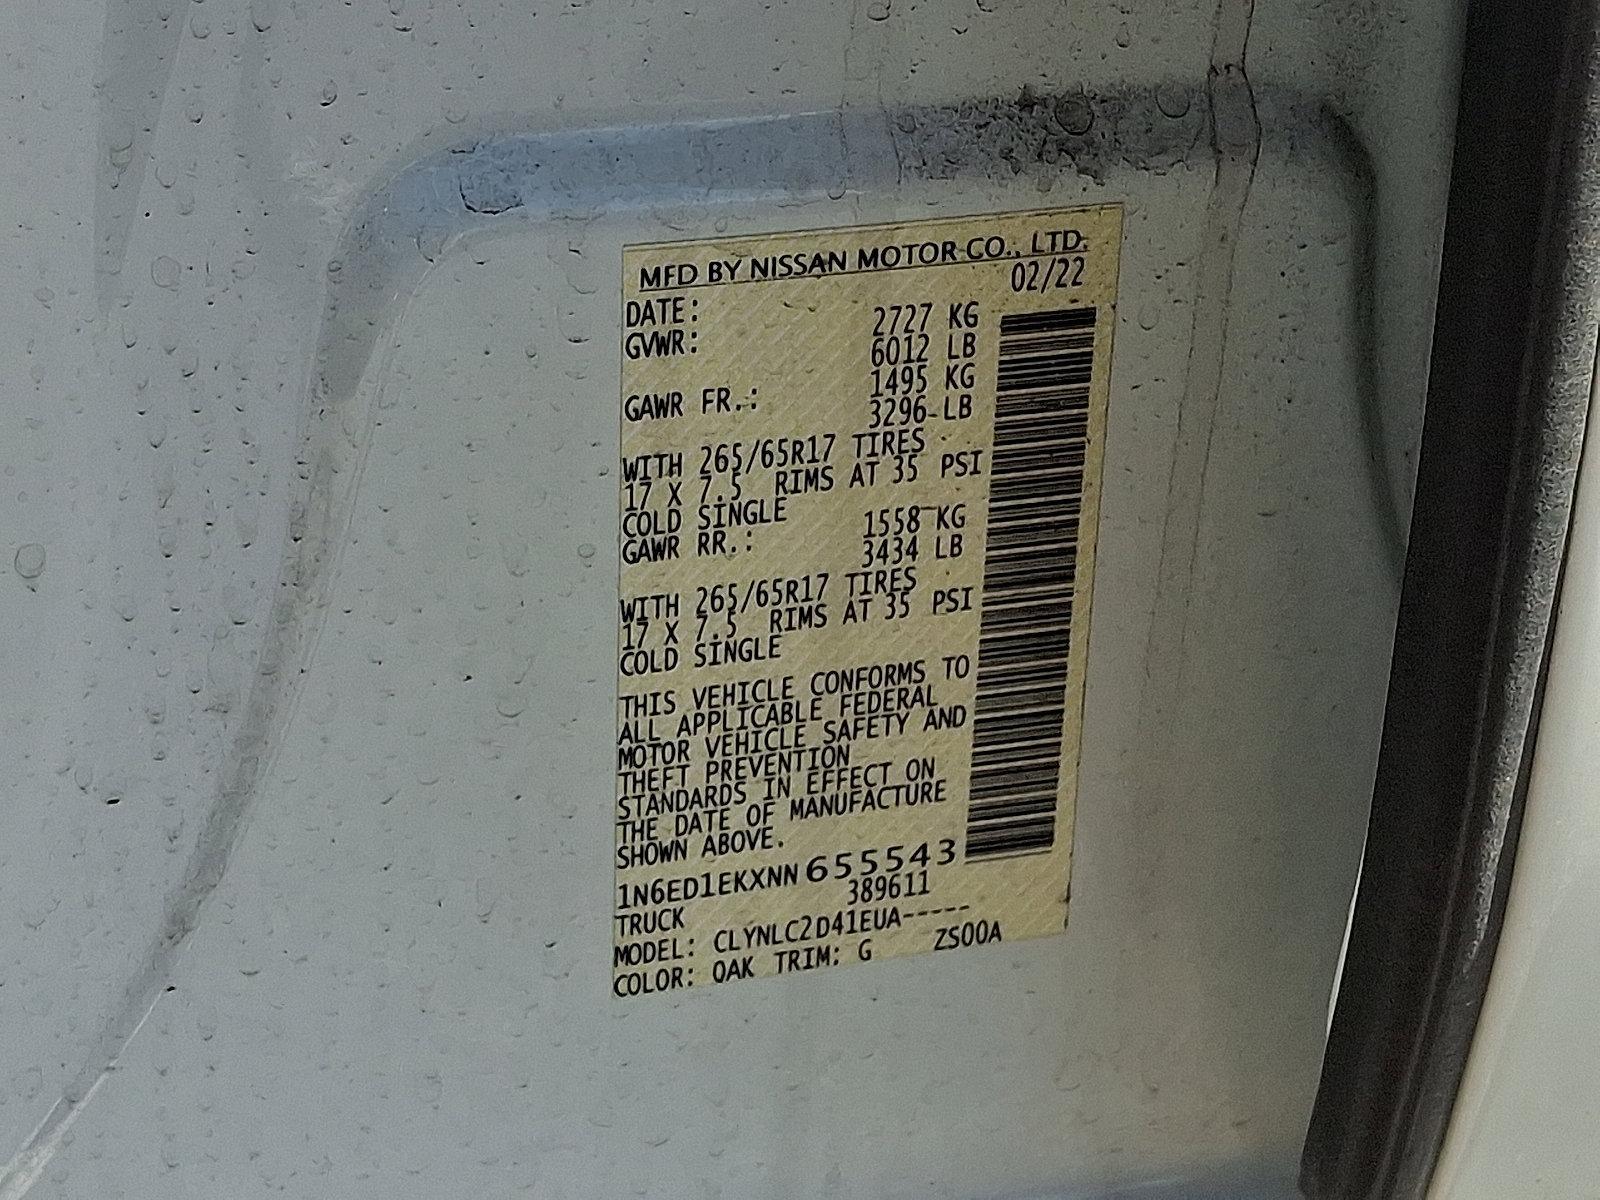 MFD BY NISSAN MOTOR CO., LTD.
02/22
DATE:
GVWR: 2727 KG
6012 LB
GAWR FR.: 1495 KG
3296 LB
WITH 265/65R17 TIRES
17 X 7.5 RIMS AT 35 PSI
COLD SINGLE
GAWR RR.: 1558 KG
3434 LB
WITH 265/65R17 TIRES
17 X 7.5 RIMS AT 35 PSI
COLD SINGLE
THIS VEHICLE CONFORMS TO
ALL APPLICABLE FEDERAL
MOTOR VEHICLE SAFETY AND
THEFT PREVENTION
STANDARDS IN EFFECT ON
THE DATE OF MANUFACTURE
SHOWN ABOVE.
1N6ED1EKXNN655543
389611
TRUCK
MODEL: CLYNLC2D41EUA-----
COLOR: QAK TRIM: G ZS00A